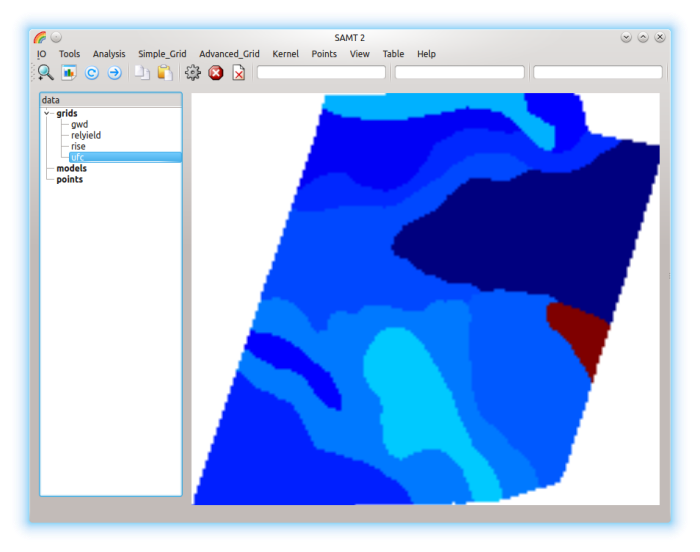 SAMT 2
IO Tools Analysis Simple_Grid Advanced_Grid Kernel Points View Table Help
data
grids
gwd
relyield
rise
ufc
models
points